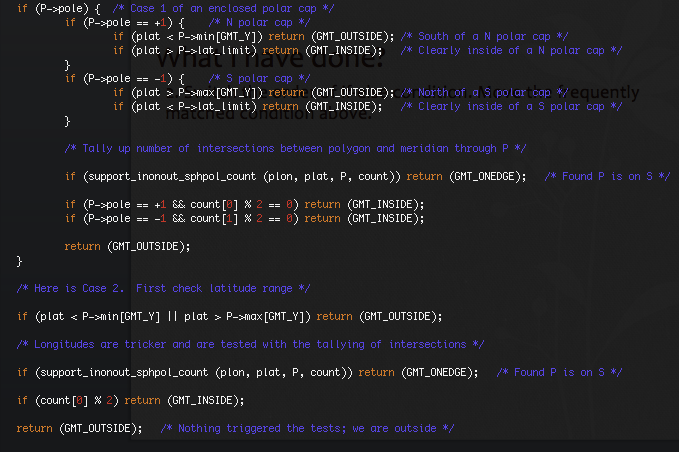 if (P->pole) { /* Case 1 of an enclosed polar cap */
if (P->pole == +1) { /* N polar cap */
if (plat < P->min[GMT_Y]) return (GMT_OUTSIDE); /* South of a N polar cap */
if (plat > P->lat_limit) return (GMT_INSIDE); /* Clearly inside of a N polar cap */
}
if (P->pole == -1) { /* S polar cap */
if (plat > P->max[GMT_Y]) return (GMT_OUTSIDE); /* North of a S polar cap */
if (plat < P->lat_limit) return (GMT_INSIDE); /* Clearly inside of a S polar cap */
}
/* Tally up number of intersections between polygon and meridian through P */
if (support_inonout_sphpol_count (plon, plat, P, count)) return (GMT_ONEDGE); /* Found P is on S */
if (P->pole == +1 && count[0] % 2 == 0) return (GMT_INSIDE);
if (P->pole == -1 && count[1] % 2 == 0) return (GMT_INSIDE);
return (GMT_OUTSIDE);
}
/* Here is Case 2. First check latitude range */
if (plat < P->min[GMT_Y] || plat > P->max[GMT_Y]) return (GMT_OUTSIDE);
/* Longitudes are tricker and are tested with the tallying of intersections */
if (support_inonout_sphpol_count (plon, plat, P, count)) return (GMT_ONEDGE); /* Found P is on S */
if (count[0] % 2) return (GMT_INSIDE);
return (GMT_OUTSIDE); /* Nothing triggered the tests; we are outside */
What I have done?
condition. Move the frequently
matched condition above.